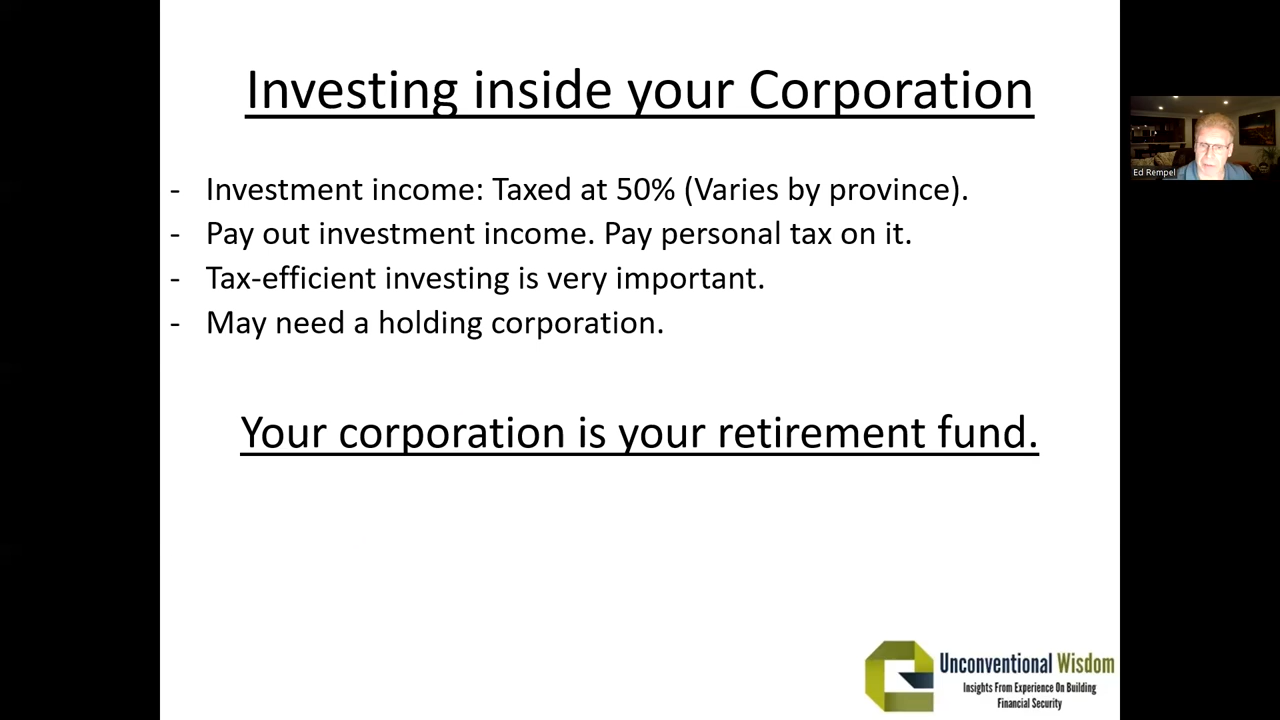 Investing inside your Corporation
- Investment income: Taxed at 50% (Varies by province).
- Pay out investment income. Pay personal tax on it.
- Tax-efficient investing is very important.
- May need a holding corporation.
Your corporation is your retirement fund.
Ed Rempel
Unconventional Wisdom
Insights From Experience On Building
Financial Security